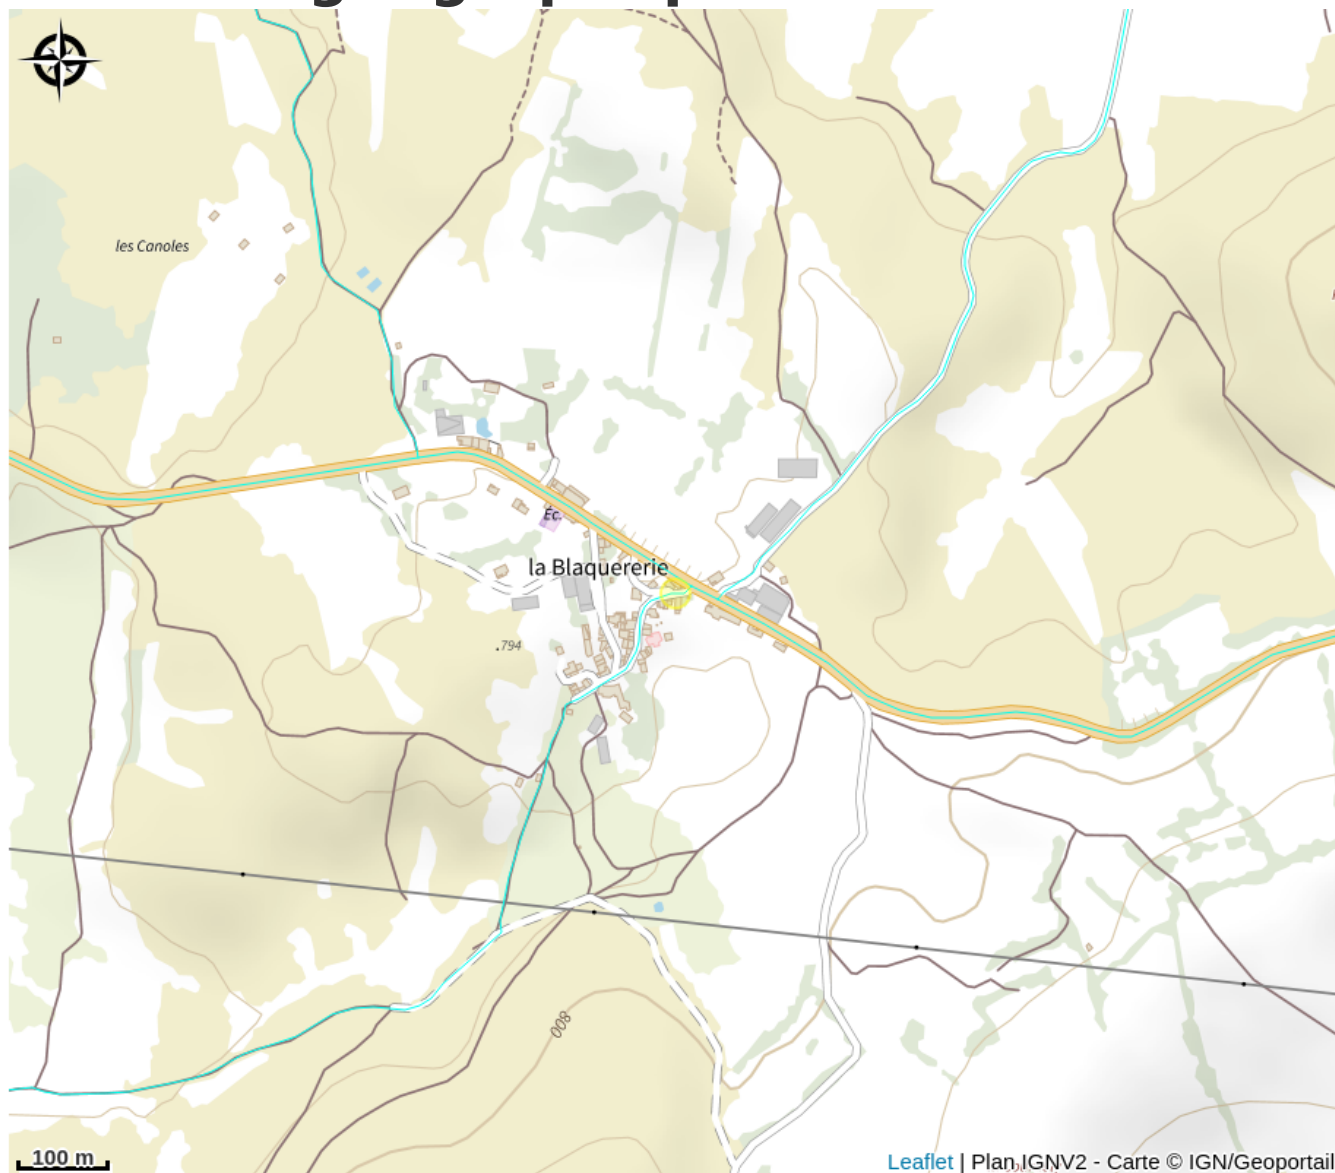 les Canoles
Éc.
la Blaquererie
.794
800
100 m
Leaflet | Plan IGNV2 - Carte © IGN/Geoportail